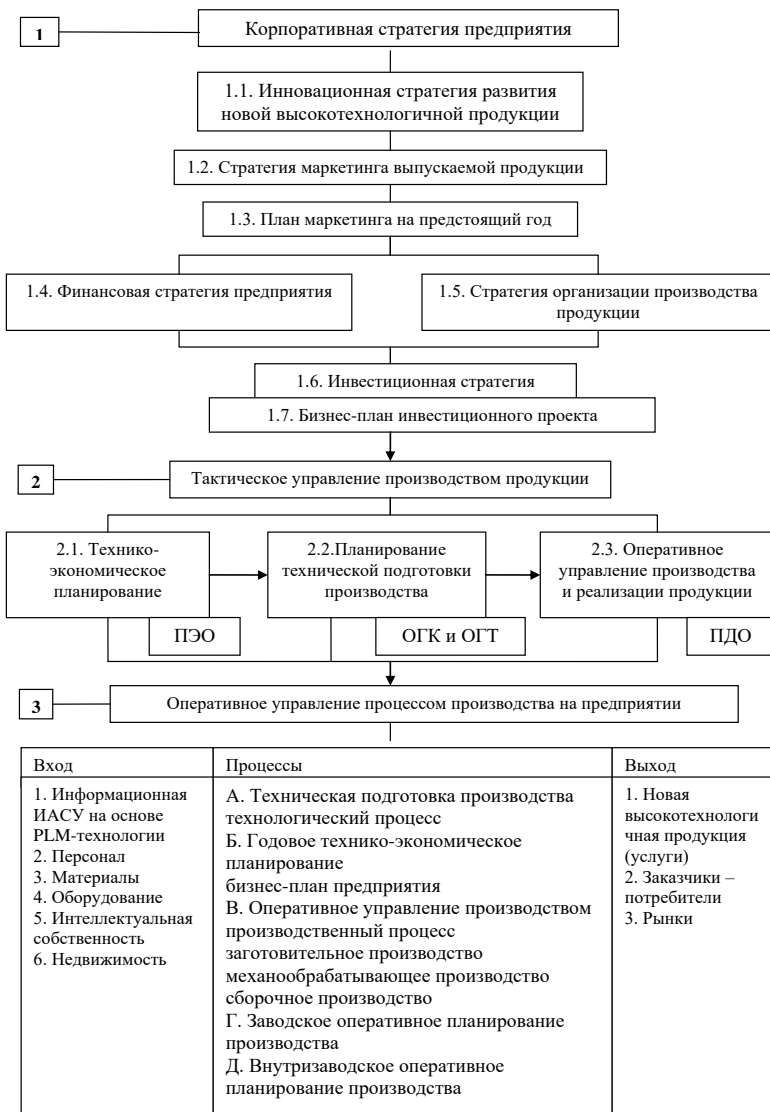 1
Корпоративная стратегия предприятия
1.1. Инновационная стратегия развития
новой высокотехнологичной продукции
1.2. Стратегия маркетинга выпускаемой продукции
1.3. План маркетинга на предстоящий год
1.4. Финансовая стратегия предприятия
1.5. Стратегия организации производства
продукции
1.6. Инвестиционная стратегия
1.7. Бизнес-план инвестиционного проекта
2
Тактическое управление производством продукции
2.1. Технико-
экономическое
планирование
ПЭО
2.2.Планирование
технической подготовки
производства
ОГК и ОГТ
2.3. Оперативное
управление производства
и реализации продукции
ПДО
3
Оперативное управление процессом производства на предприятии
Вход
1. Информационная
ИАСУ на основе
PLM-технологии
2. Персонал
3. Материалы
4. Оборудование
5. Интеллектуальная
собственность
6. Недвижимость
Процессы
А. Техническая подготовка производства
технологический процесс
Б. Годовое технико-экономическое
планирование
бизнес-план предприятия
В. Оперативное управление производством
производственный процесс
заготовительное производство
механообрабатывающее производство
сборочное производство
Г. Заводское оперативное планирование
производства
Д. Внутризаводское оперативное
планирование производства
Выход
1. Новая
высокотехнологи
чная продукция
(услуги)
2. Заказчики –
потребители
3. Рынки